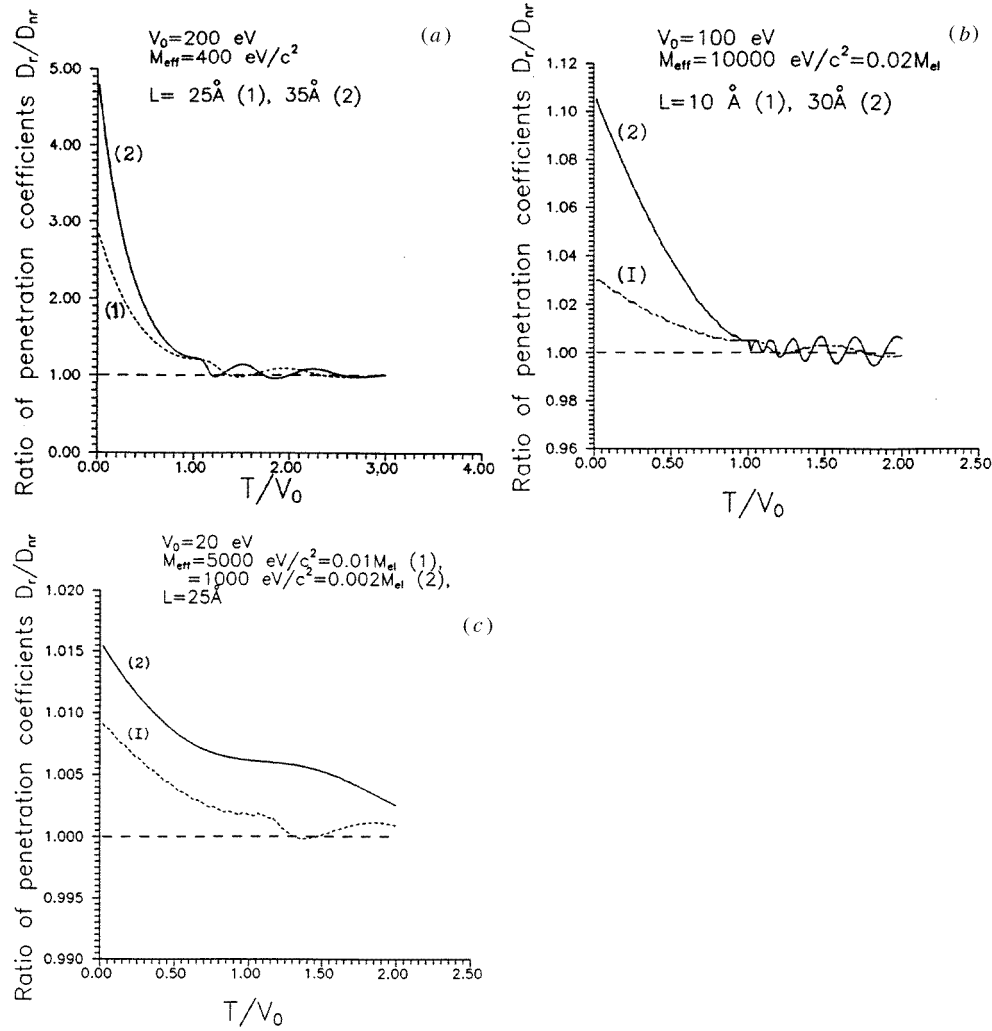 (a)
V₀=200 eV
M_eff=400 eV/c²
L= 25Å (1), 35Å (2)
Ratio of penetration coefficients D_r/D_nr
5.00
4.00
3.00
2.00
1.00
0.00
(2)
(1)
0.00 1.00 2.00 3.00 4.00
T/V₀
(b)
V₀=100 eV
M_eff=10000 eV/c²=0.02M_el
L=10 Å (1), 30Å (2)
Ratio of penetration coefficients D_r/D_nr
1.12
1.10
1.08
1.06
1.04
1.02
1.00
0.98
0.96
(2)
(I)
0.00 0.50 1.00 1.50 2.00 2.50
T/V₀
V₀=20 eV
M_eff=5000 eV/c²=0.01M_el (1),
=1000 eV/c²=0.002M_el (2),
L=25Å
(c)
Ratio of penetration coefficients D_r/D_nr
1.020
1.015
1.010
1.005
1.000
0.995
0.990
(2)
(I)
0.00 0.50 1.00 1.50 2.00 2.50
T/V₀